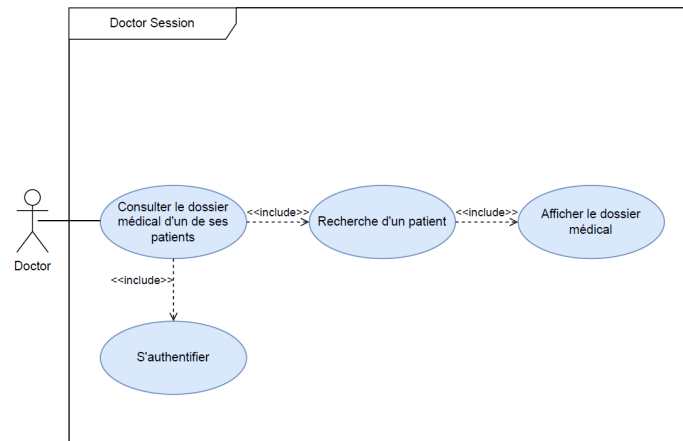 Doctor Session
Consulter le dossier
médical d'un de ses
patients
<<include>>
Recherche d'un patient
<<include>>
Afficher le dossier
médical
Doctor
<<include>>
S'authentifier